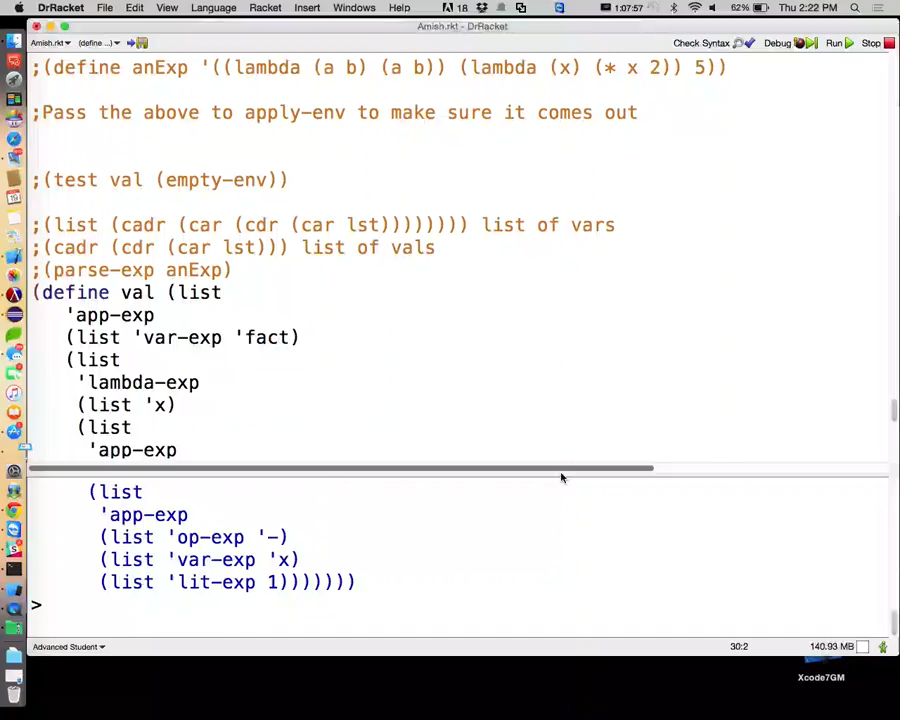 DrRacket File Edit View Language Racket Insert Windows Help 18 1:07:57 62% Thu 2:22 PM
Amish.rkt - DrRacket
Amish.rkt (define ...) Check Syntax Debug Run Stop
;(define anExp '((lambda (a b) (a b)) (lambda (x) (* x 2)) 5))
;Pass the above to apply-env to make sure it comes out
;(test val (empty-env))
;(list (cadr (car (cdr (car lst)))))))) list of vars
;(cadr (cdr (car lst))) list of vals
;(parse-exp anExp)
(define val (list
'app-exp
(list 'var-exp 'fact)
(list
'lambda-exp
(list 'x)
(list
'app-exp
(list
'app-exp
(list 'op-exp '-)
(list 'var-exp 'x)
(list 'lit-exp 1)))))))
>
Advanced Student 30:2 140.93 MB
Xcode7GM